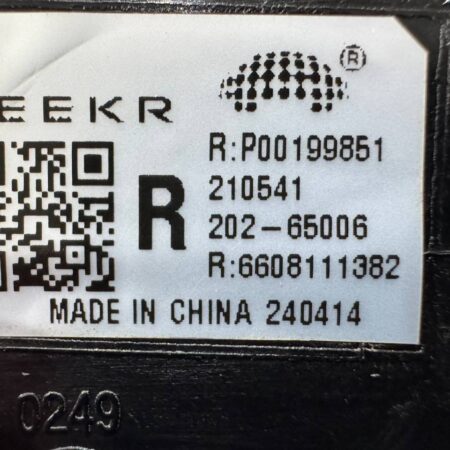 EEKR
®
R:P00199851
R
210541
202-65006
R:6608111382
MADE IN CHINA 240414
0249